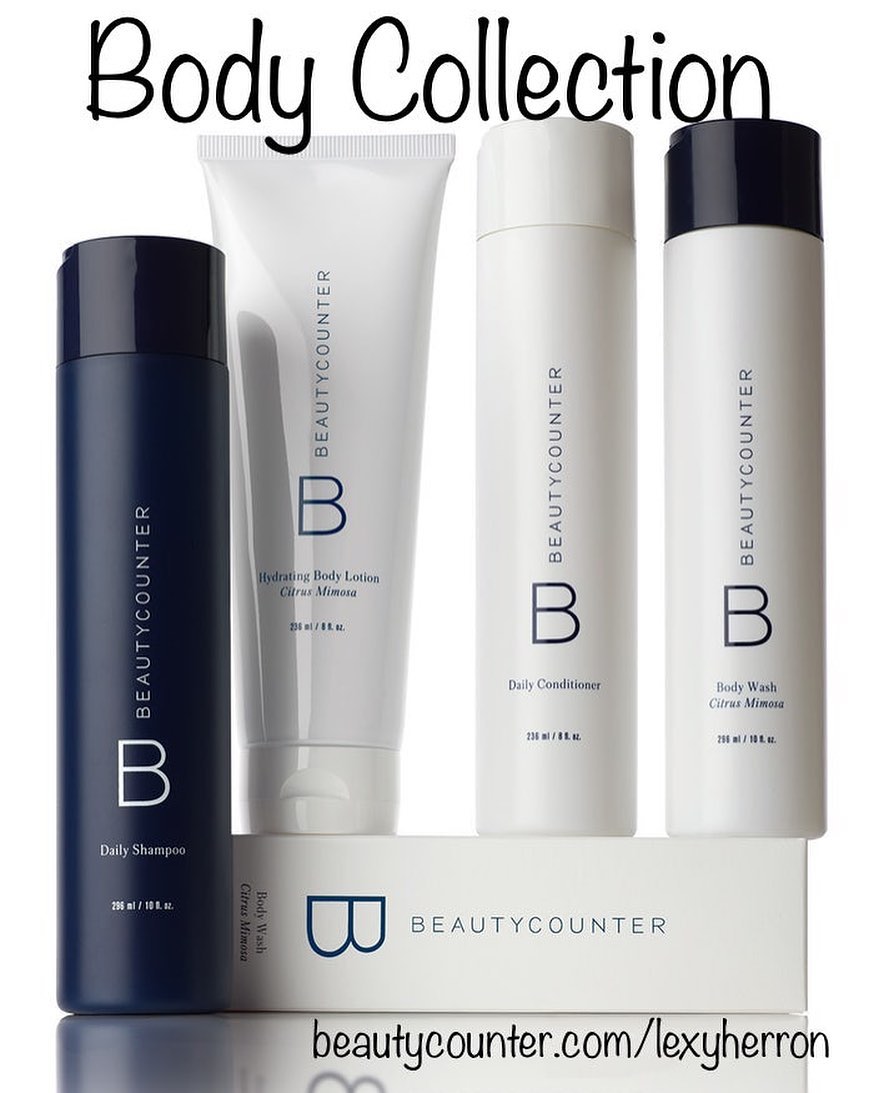 Body Collection
BEAUTYCOUNTER
B
Daily Shampoo
296 ml / 10 fl. oz.
BEAUTYCOUNTER
B
Hydrating Body Lotion
Citrus Mimosa
236 ml / 8 fl. oz.
BEAUTYCOUNTER
B
Daily Conditioner
236 ml / 8 fl. oz.
BEAUTYCOUNTER
B
Body Wash
Citrus Mimosa
296 ml / 10 fl. oz.
Body Wash
Citrus Mimosa
B
BEAUTYCOUNTER
beautycounter.com/lexyherron